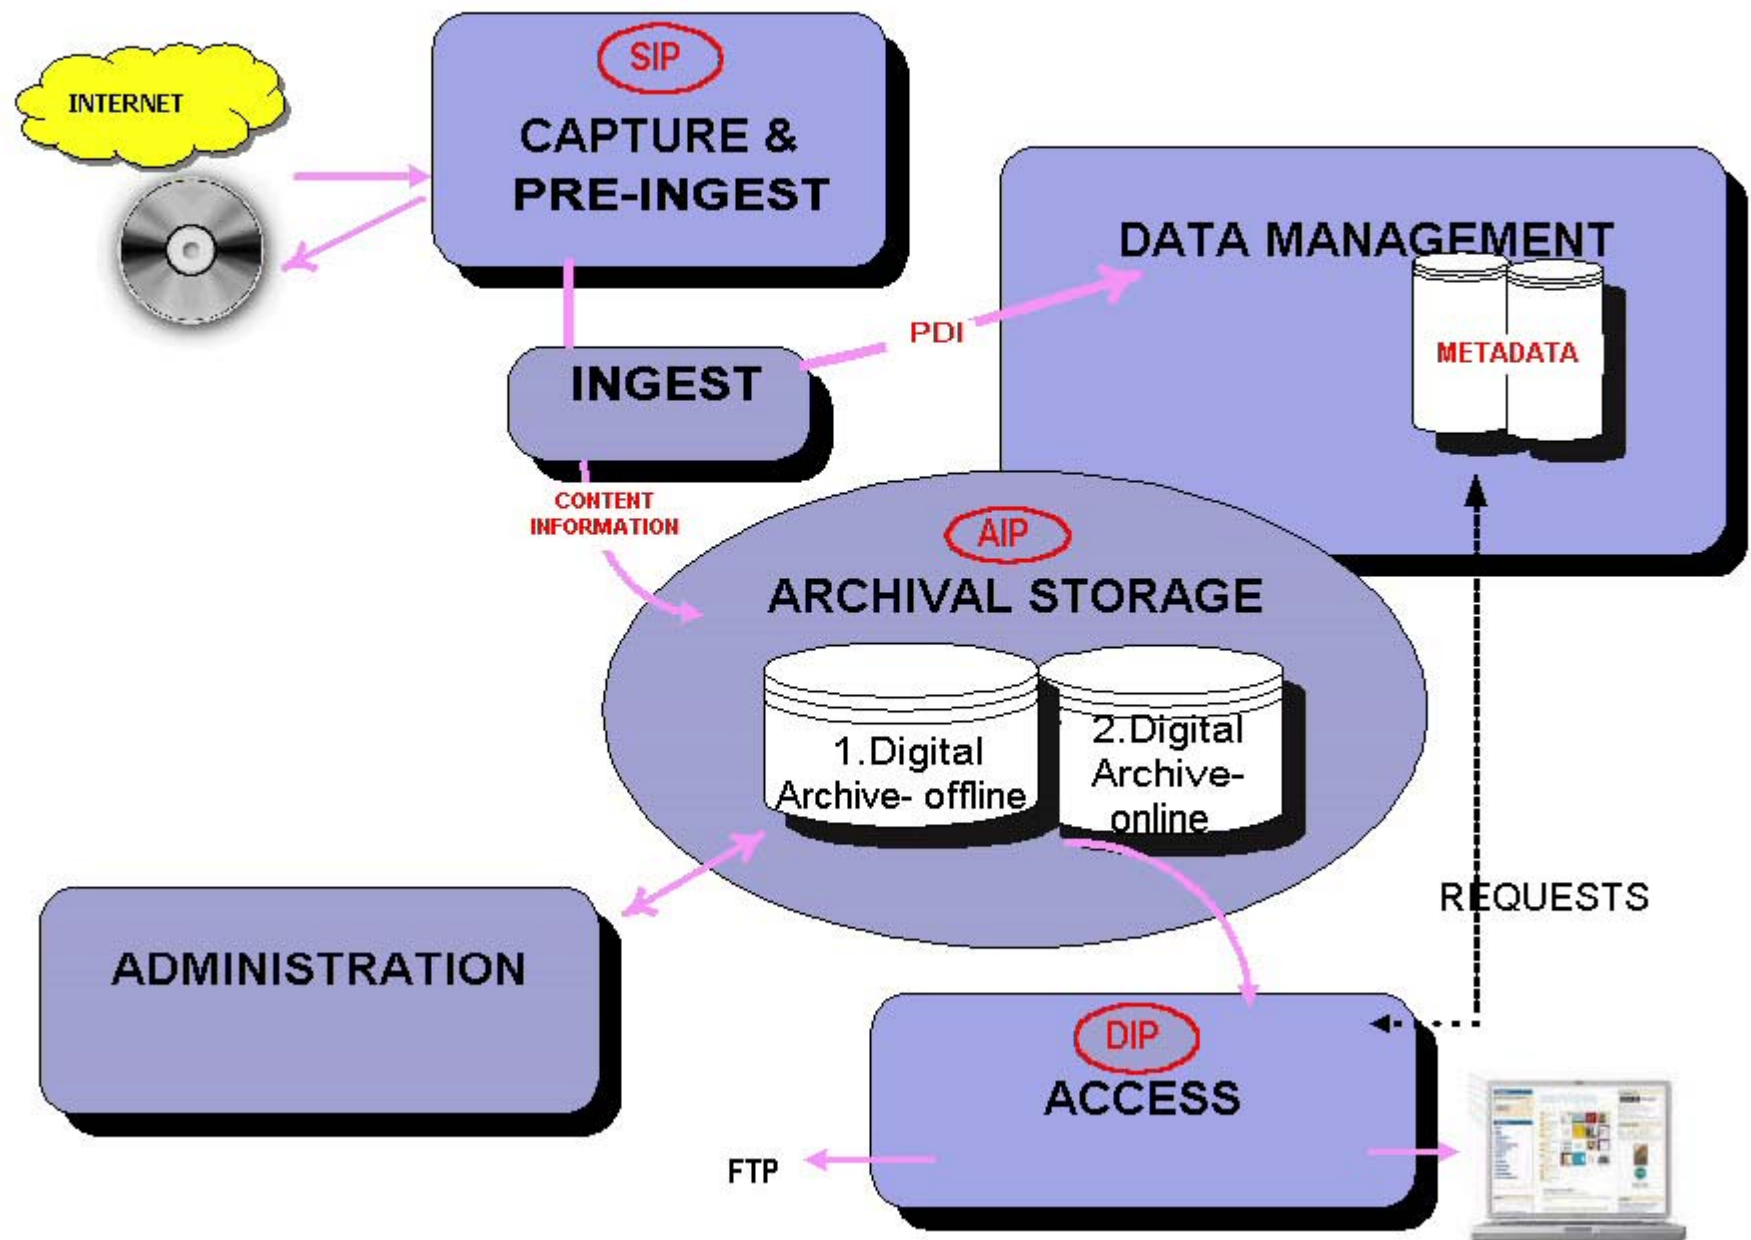 SIP
CAPTURE &
PRE-INGEST
INTERNET
DATA MANAGEMENT
PDI
METADATA
INGEST
CONTENT
INFORMATION
AIP
ARCHIVAL STORAGE
1.Digital
Archive- offline
2.Digital
Archive-
online
REQUESTS
ADMINISTRATION
DIP
ACCESS
FTP